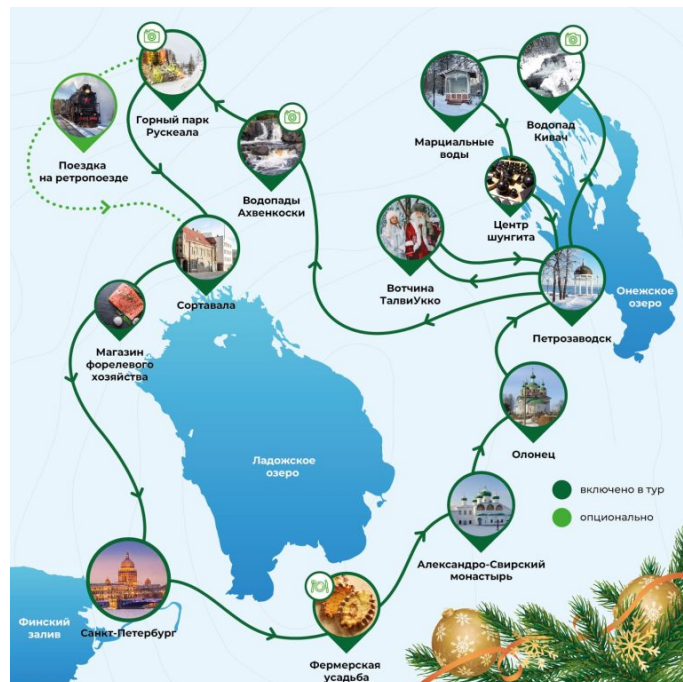 Горный парк
Рускеала
Поездка
на ретропоезде
Водопады
Ахвенкоски
Марциальные
воды
Водопад
Кивач
Центр
шунгита
Вотчина
ТалвиУкко
Онежское
озеро
Петрозаводск
Сортавала
Магазин
форелевого
хозяйства
Олонец
Ладожское
озеро
включено в тур
опционально
Александро-Свирский
монастырь
Финский
залив
Санкт-Петербург
Фермерская
усадьба